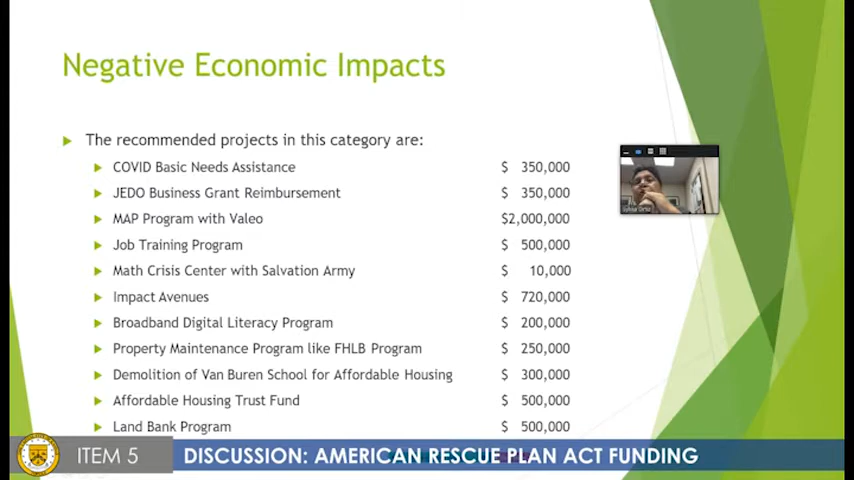 Negative Economic Impacts
The recommended projects in this category are:
COVID Basic Needs Assistance $ 350,000
JEDO Business Grant Reimbursement $ 350,000
MAP Program with Valeo $2,000,000
Job Training Program $ 500,000
Math Crisis Center with Salvation Army $ 10,000
Impact Avenues $ 720,000
Broadband Digital Literacy Program $ 200,000
Property Maintenance Program like FHLB Program $ 250,000
Demolition of Van Buren School for Affordable Housing $ 300,000
Affordable Housing Trust Fund $ 500,000
Land Bank Program $ 500,000
ITEM 5 DISCUSSION: AMERICAN RESCUE PLAN ACT FUNDING